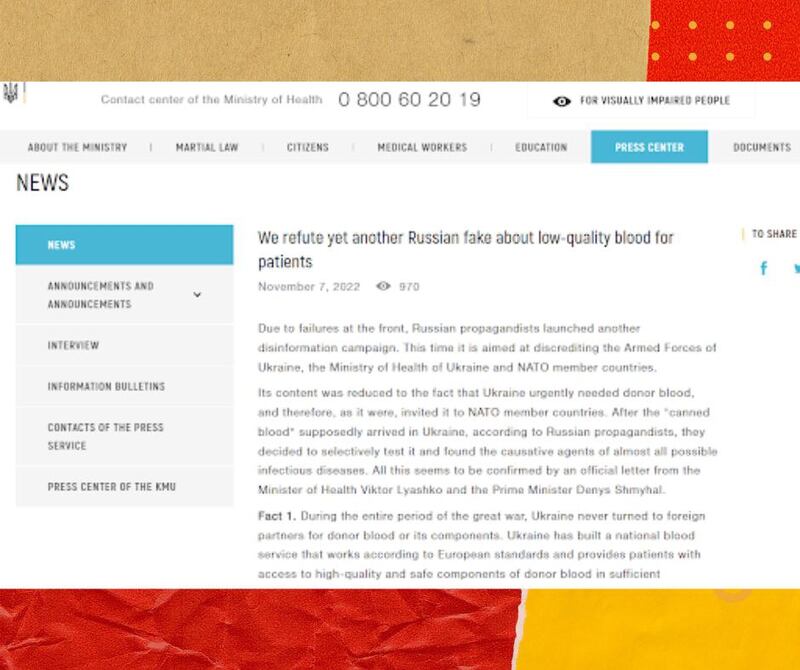 Contact center of the Ministry of Health 0 800 60 20 19
FOR VISUALLY IMPAIRED PEOPLE
ABOUT THE MINISTRY | MARTIAL LAW | CITIZENS | MEDICAL WORKERS | EDUCATION PRESS CENTER DOCUMENTS
NEWS
NEWS
ANNOUNCEMENTS AND
ANNOUNCEMENTS
INTERVIEW
INFORMATION BULLETINS
CONTACTS OF THE PRESS
SERVICE
PRESS CENTER OF THE KMU
We refute yet another Russian fake about low-quality blood for
patients
November 7, 2022 970
Due to failures at the front, Russian propagandists launched another
disinformation campaign. This time it is aimed at discrediting the Armed Forces of
Ukraine, the Ministry of Health of Ukraine and NATO member countries.
Its content was reduced to the fact that Ukraine urgently needed donor blood,
and therefore, as it were, invited it to NATO member countries. After the "canned
blood" supposedly arrived in Ukraine, according to Russian propagandists, they
decided to selectively test it and found the causative agents of almost all possible
infectious diseases. All this seems to be confirmed by an official letter from the
Minister of Health Viktor Lyashko and the Prime Minister Denys Shmyhal.
Fact 1. During the entire period of the great war, Ukraine never turned to foreign
partners for donor blood or its components. Ukraine has built a national blood
service that works according to European standards and provides patients with
access to high-quality and safe components of donor blood in sufficient
TO SHARE